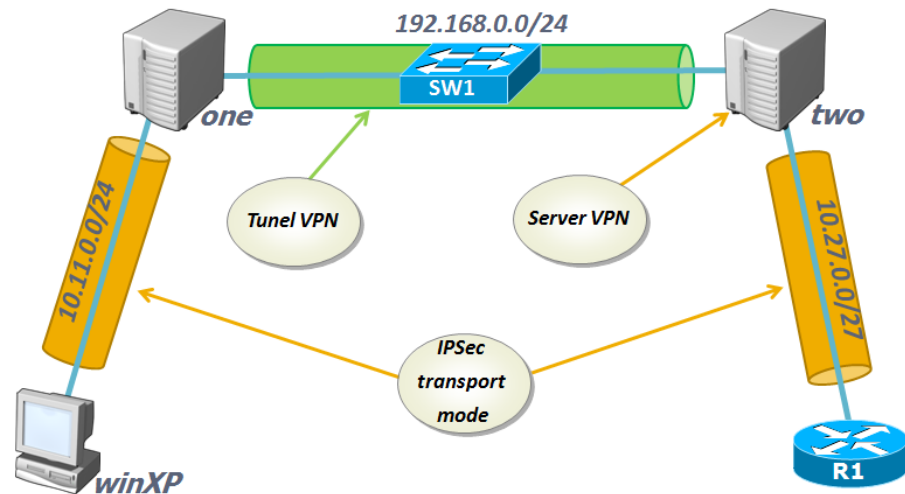 192.168.0.0/24
SW1
one
two
Tunel VPN
Server VPN
10.11.0.0/24
10.27.0.0/27
IPSec
transport
mode
winXP
R1